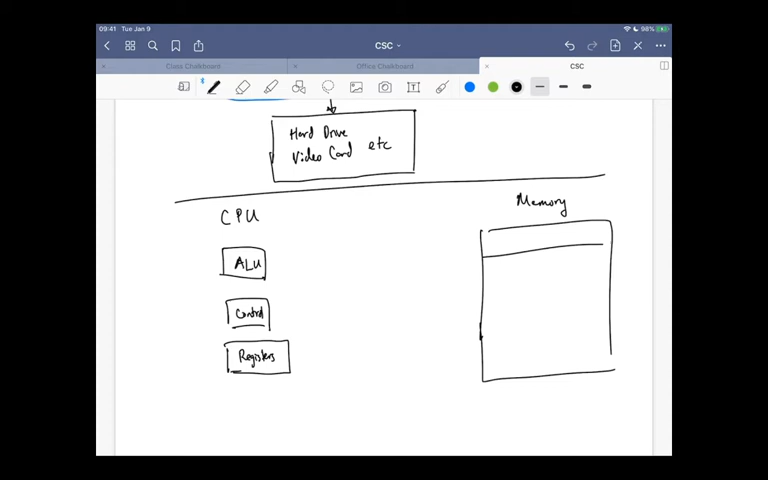 09:41 Tue Jan 9
98%
CSC
Class Chalkboard
Office Chalkboard
CSC
Hard Drive
Video Card etc
CPU
Memory
ALU
Control
Registers